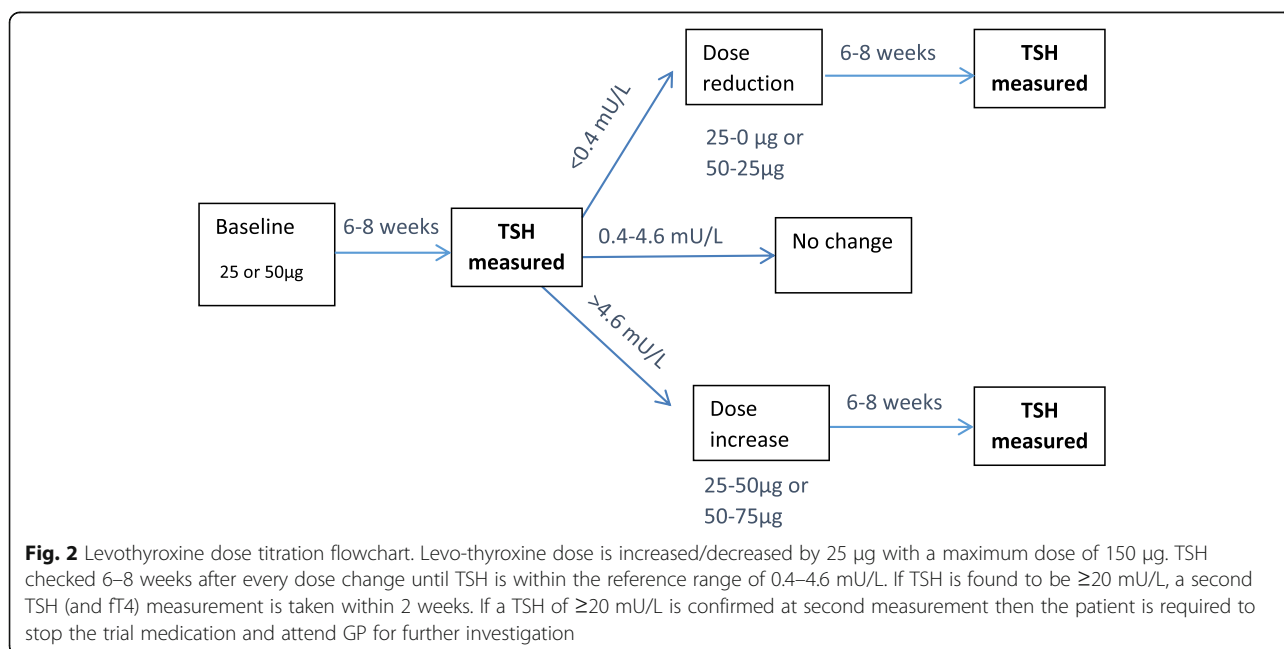 Dose
reduction
6-8 weeks
TSH
measured
<0.4 mU/L
25-0 µg or
50-25µg
Baseline
25 or 50µg
6-8 weeks
TSH
measured
0.4-4.6 mU/L
No change
>4.6 mU/L
Dose
increase
6-8 weeks
TSH
measured
25-50µg or
50-75µg
Fig. 2 Levothyroxine dose titration flowchart. Levo-thyroxine dose is increased/decreased by 25 µg with a maximum dose of 150 µg. TSH
checked 6–8 weeks after every dose change until TSH is within the reference range of 0.4–4.6 mU/L. If TSH is found to be ≥20 mU/L, a second
TSH (and fT4) measurement is taken within 2 weeks. If a TSH of ≥20 mU/L is confirmed at second measurement then the patient is required to
stop the trial medication and attend GP for further investigation